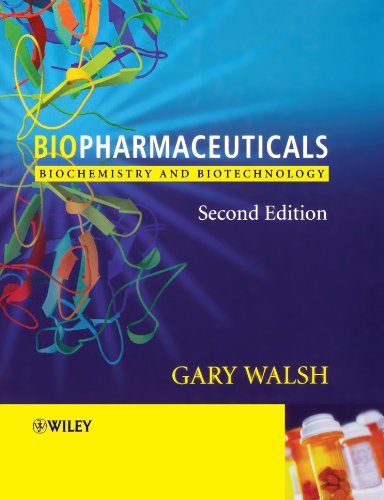 BIOPHARMACEUTICALS
BIOCHEMISTRY AND BIOTECHNOLOGY
Second Edition
GARY WALSH
WILEY